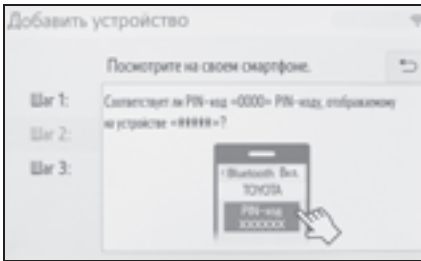 Добавить устройство
Посмотрите на своем смартфоне.
Шаг 1:
Соответствует ли PIN-код «0000» PIN-коду, отображаемому
на устройстве «#####»?
Шаг 2:
Шаг 3:
Bluetooth Вкл.
TOYOTA
PIN-код
XXXXXX